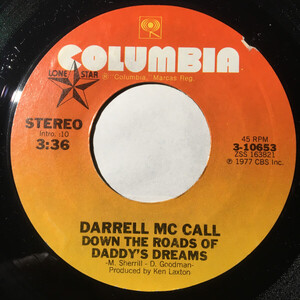 COLUMBIA
LONE STAR
® Columbia, Marcas Reg.
STEREO
Intro: :10
3:36
45 RPM
3-10653
ZSS 163821
℗ 1977 CBS Inc.
DARRELL MC CALL
DOWN THE ROADS OF
DADDY'S DREAMS
-M. Sherrill - D. Goodman-
Produced by Ken Laxton